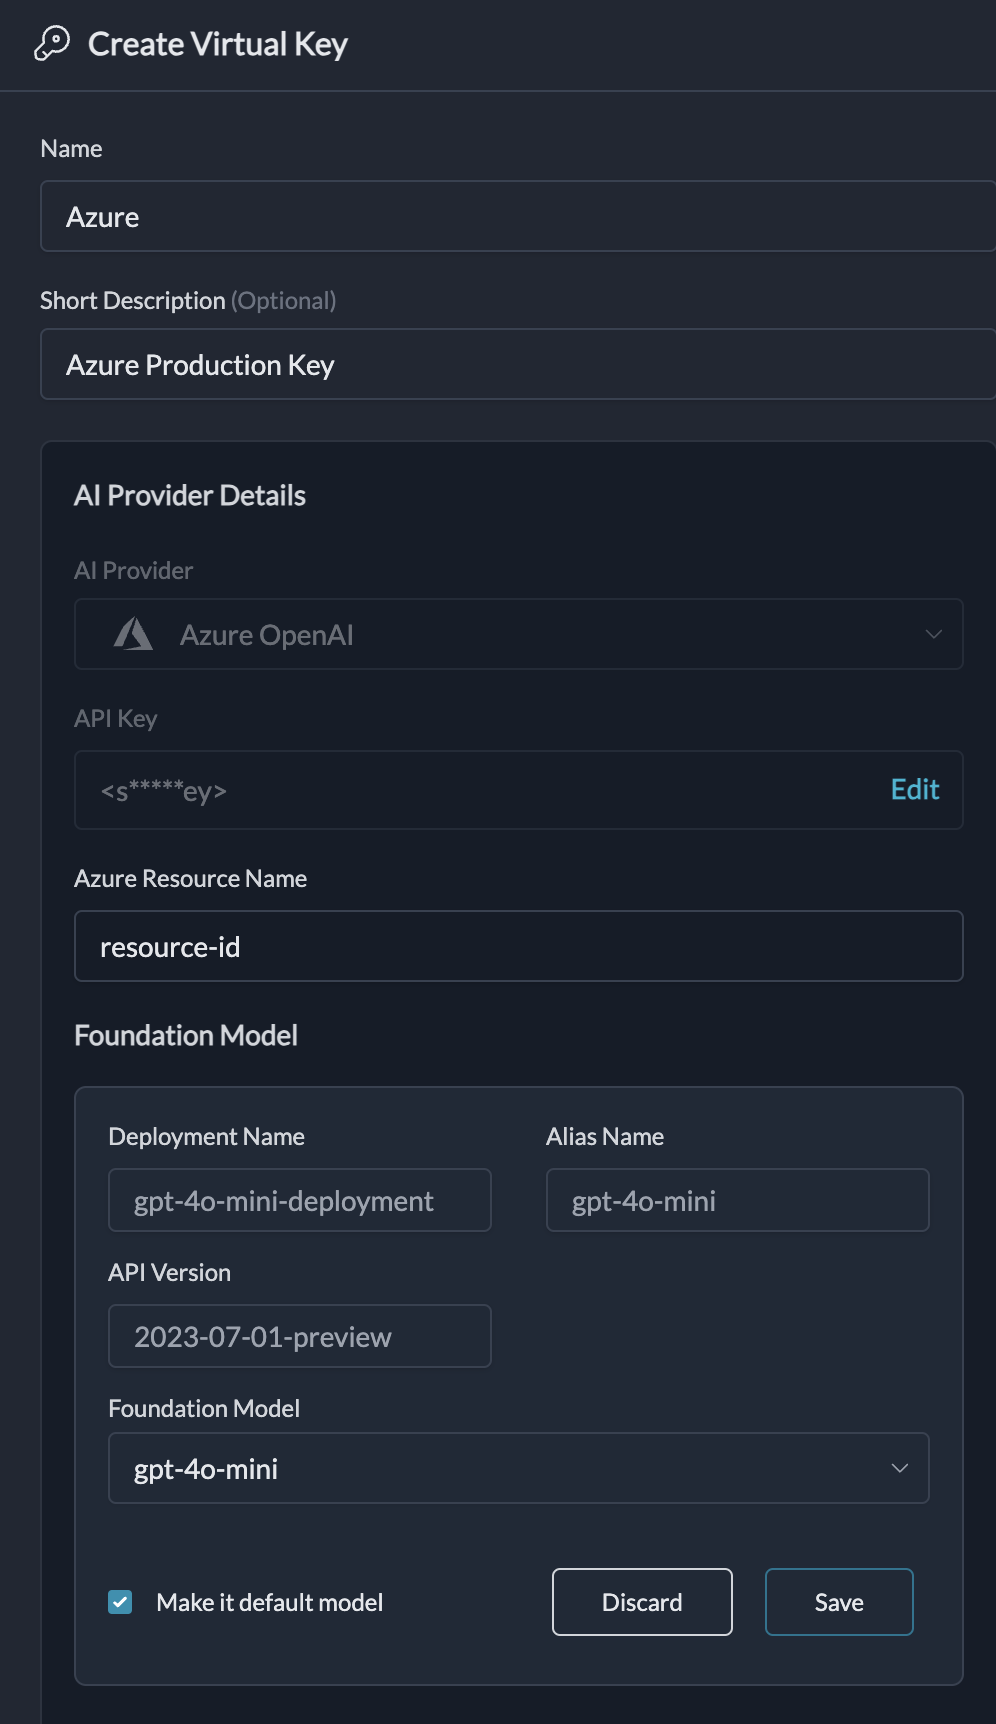 Create Virtual Key
Name
Azure
Short Description (Optional)
Azure Production Key
AI Provider Details
AI Provider
Azure OpenAI
API Key
<s*****ey>
Edit
Azure Resource Name
resource-id
Foundation Model
Deployment Name
Alias Name
gpt-4o-mini-deployment
gpt-4o-mini
API Version
2023-07-01-preview
Foundation Model
gpt-4o-mini
Make it default model
Discard
Save